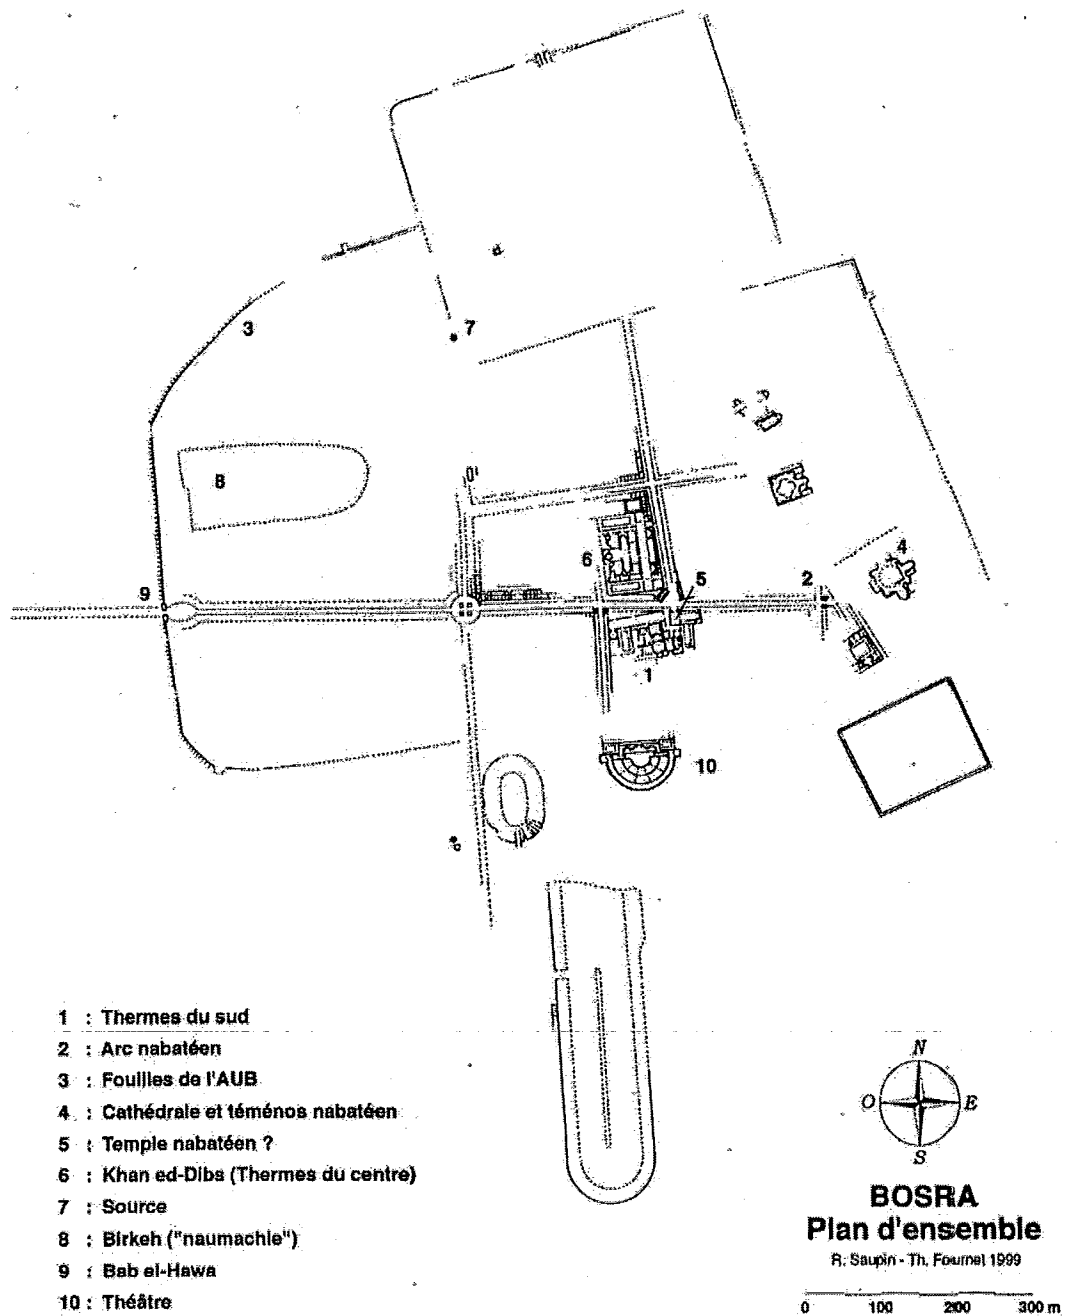 3
7
8
6
9
5
2
4
1
10
1 : Thermes du sud
2 : Arc nabatéen
3 : Fouilles de l'AUB
4 : Cathédrale et téménos nabatéen
5 : Temple nabatéen ?
6 : Khan ed-Dibs (Thermes du centre)
7 : Source
8 : Birkeh ("naumachie")
9 : Bab el-Hawa
10 : Théâtre
N
O E
S
BOSRA
Plan d'ensemble
R. Saupin - Th. Fournet 1999
0 100 200 300 m